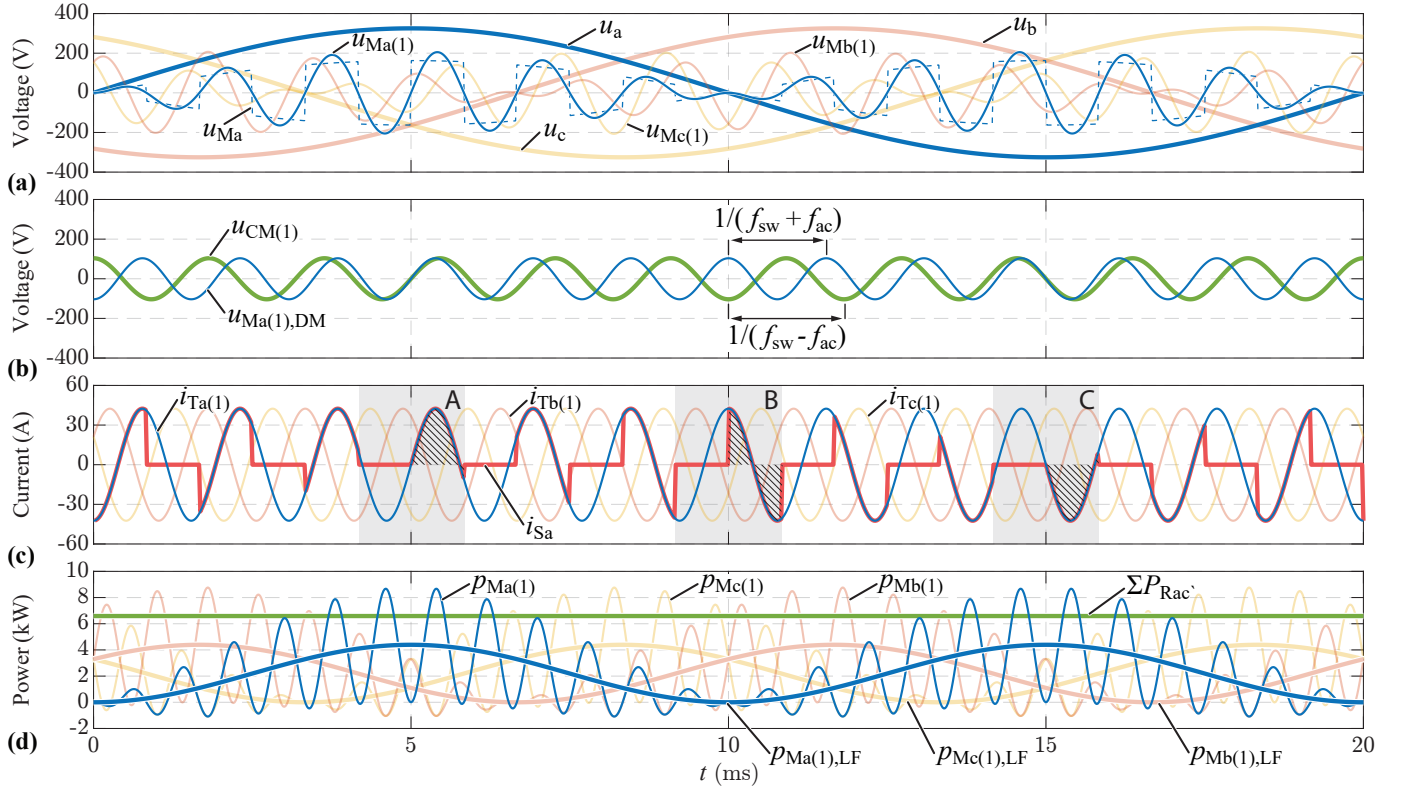 400
200
0
-200
-400
Voltage (V)
u_a
u_b
u_Ma(1)
u_Mb(1)
u_Ma
u_c
u_Mc(1)
(a)
400
200
0
-200
-400
Voltage (V)
u_CM(1)
u_Ma(1),DM
1/(f_sw + f_ac)
1/(f_sw - f_ac)
(b)
60
30
0
-30
-60
Current (A)
i_Ta(1)
A
i_Tb(1)
B
i_Tc(1)
C
i_Sa
(c)
10
8
6
4
2
0
-2
Power (kW)
p_Ma(1)
p_Mc(1)
p_Mb(1)
ΣP_Rac`
p_Ma(1),LF
p_Mc(1),LF
p_Mb(1),LF
(d)
0 5 10 15 20
t (ms)